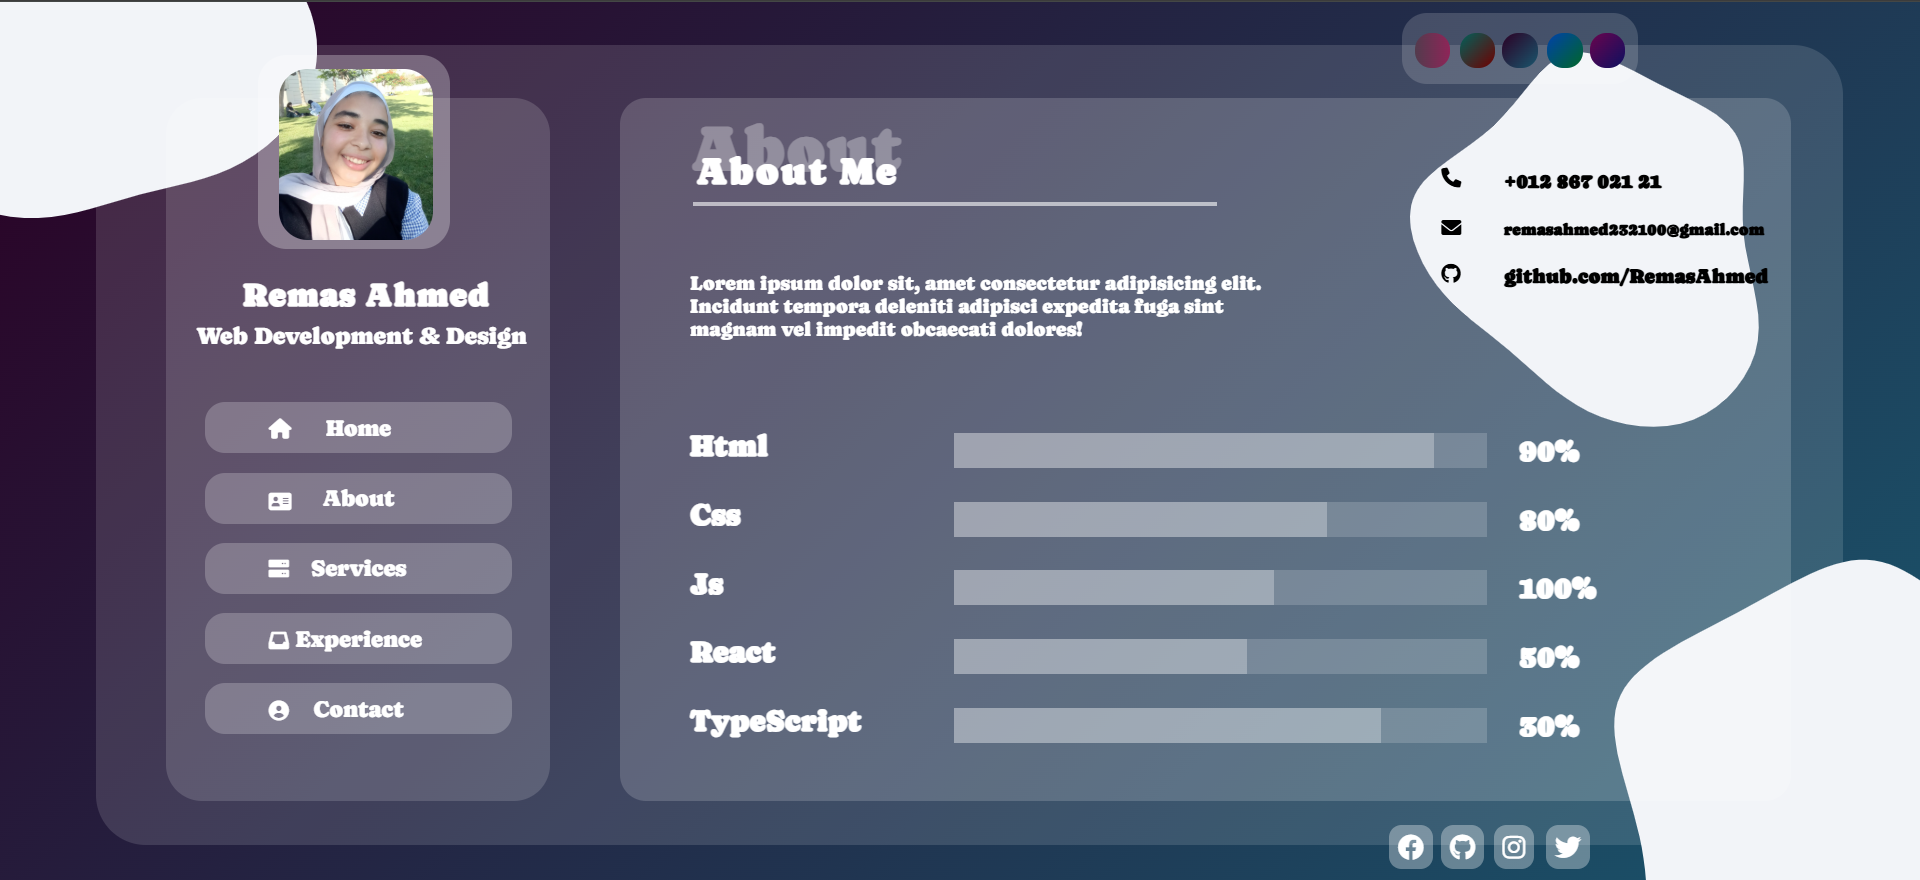 Remas Ahmed
Web Development & Design
Home
About
Services
Experience
Contact
About
About Me
Lorem ipsum dolor sit, amet consectetur adipisicing elit.
Incidunt tempora deleniti adipisci expedita fuga sint
magnam vel impedit obcaecati dolores!
+012 867 021 21
remasahmed232100@gmail.com
github.com/RemasAhmed
Html
90%
Css
80%
Js
100%
React
50%
TypeScript
30%